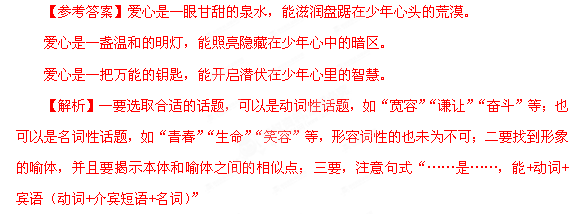 【参考答案】爱心是一眼甘甜的泉水，能滋润盘踞在少年心头的荒漠。
爱心是一盏温和的明灯，能照亮隐藏在少年心中的暗区。
爱心是一把万能的钥匙，能开启潜伏在少年心里的智慧。
【解析】一要选取合适的话题，可以是动词性话题，如“宽容”“谦让”“奋斗”等；也
可以是名词性话题，如“青春”“生命”“笑容”等，形容词性的也未为不可；二要找到形象
的喻体，并且要揭示本体和喻体之间的相似点；三要，注意句式“……是……，能+动词+
宾语（动词+介宾短语+名词）”